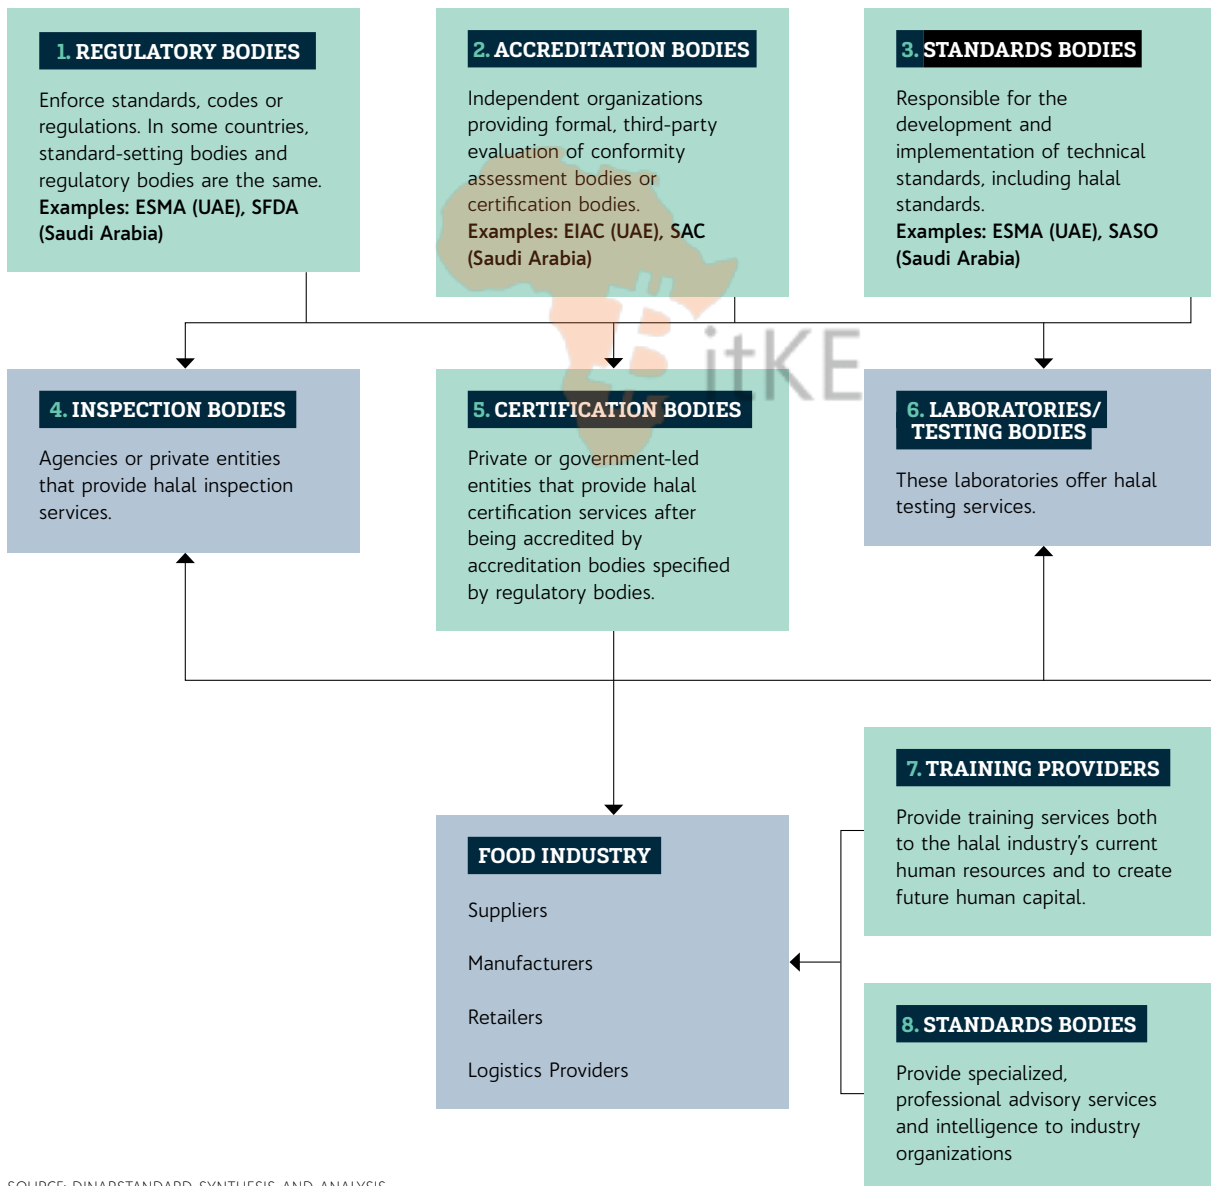 1. REGULATORY BODIES
Enforce standards, codes or
regulations. In some countries,
standard-setting bodies and
regulatory bodies are the same.
Examples: ESMA (UAE), SFDA
(Saudi Arabia)
2. ACCREDITATION BODIES
Independent organizations
providing formal, third-party
evaluation of conformity
assessment bodies or
certification bodies.
Examples: EIAC (UAE), SAC
(Saudi Arabia)
3. STANDARDS BODIES
Responsible for the
development and
implementation of technical
standards, including halal
standards.
Examples: ESMA (UAE), SASO
(Saudi Arabia)
itKE
4. INSPECTION BODIES
Agencies or private entities
that provide halal inspection
services.
5. CERTIFICATION BODIES
Private or government-led
entities that provide halal
certification services after
being accredited by
accreditation bodies specified
by regulatory bodies.
6. LABORATORIES/
TESTING BODIES
These laboratories offer halal
testing services.
FOOD INDUSTRY
Suppliers
Manufacturers
Retailers
Logistics Providers
7. TRAINING PROVIDERS
Provide training services both
to the halal industry's current
human resources and to create
future human capital.
8. STANDARDS BODIES
Provide specialized,
professional advisory services
and intelligence to industry
organizations
SOURCE: DINARSTANDARD SYNTHESIS AND ANALYSIS